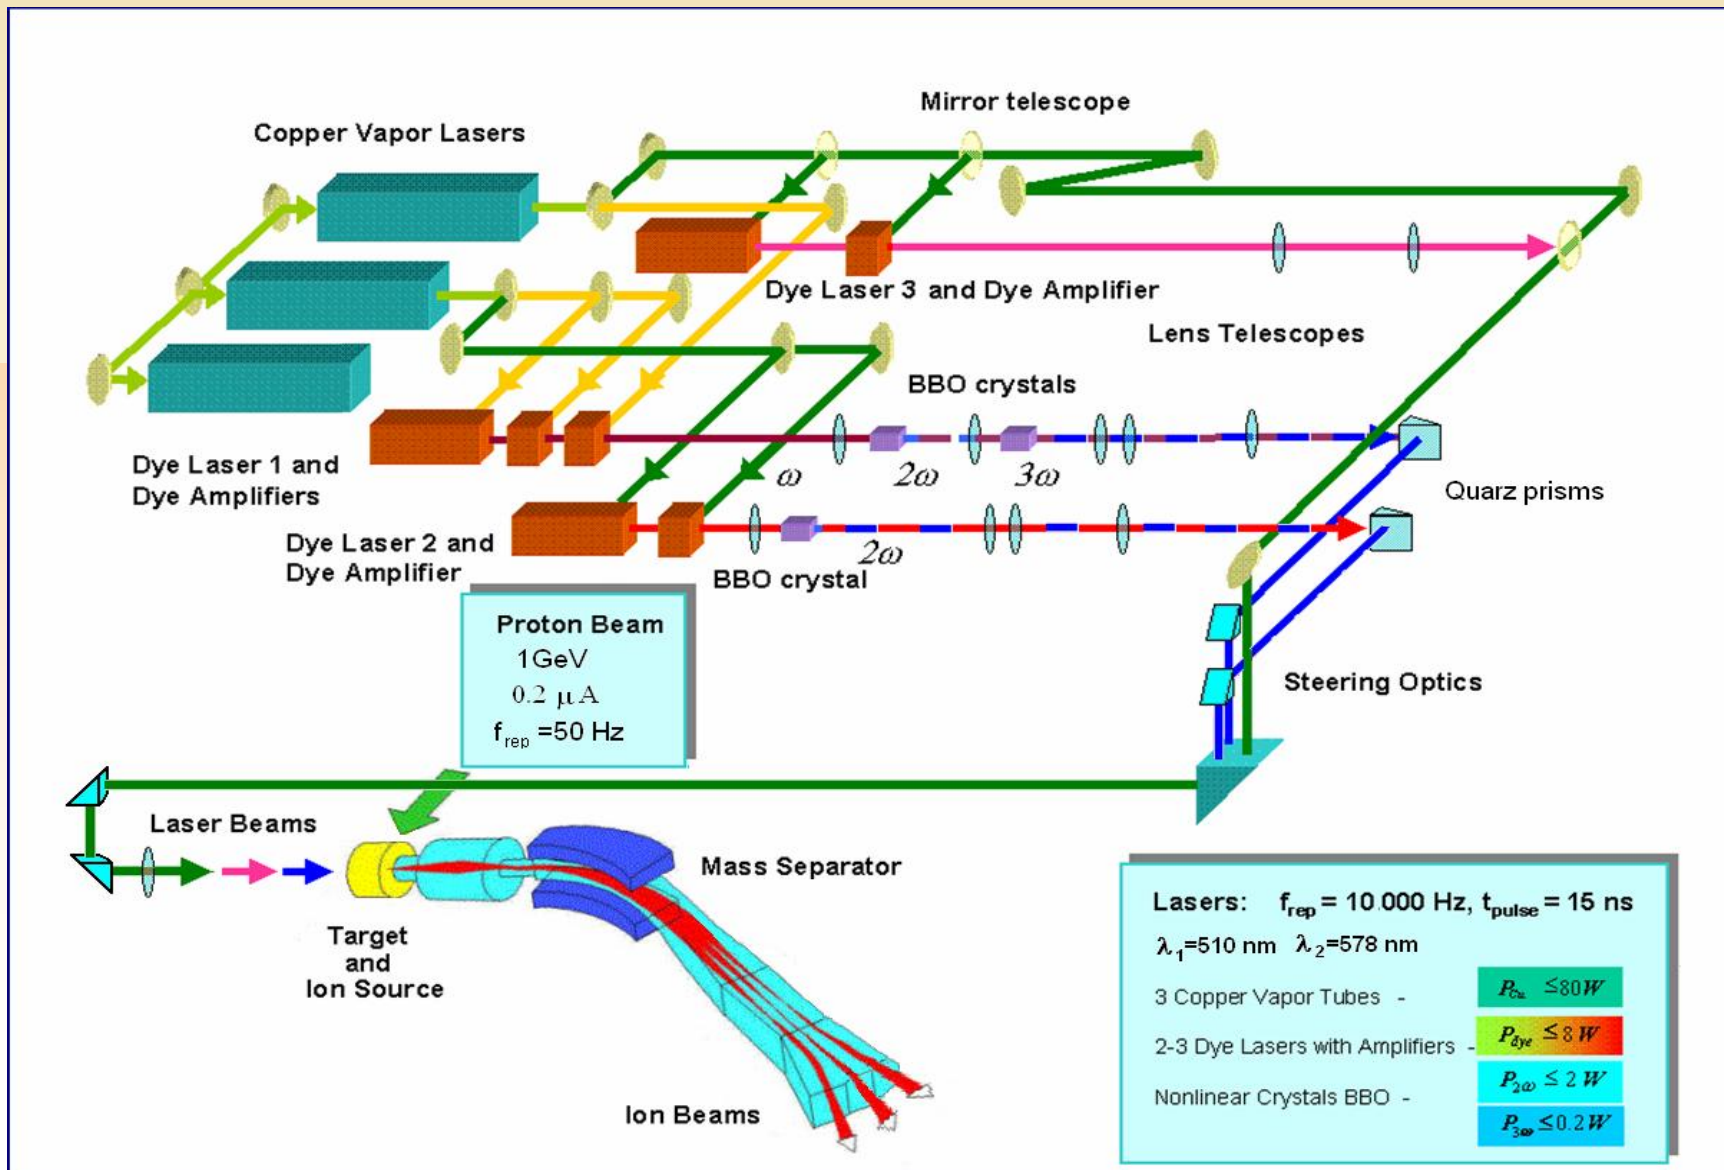 Mirror telescope
Copper Vapor Lasers
Dye Laser 3 and Dye Amplifier
Lens Telescopes
BBO crystals
Dye Laser 1 and
Dye Amplifiers
ω
2ω
3ω
Quarz prisms
Dye Laser 2 and
Dye Amplifier
2ω
BBO crystal
Proton Beam
1GeV
0.2 μA
f_rep =50 Hz
Steering Optics
Laser Beams
Mass Separator
Target
and
Ion Source
Ion Beams
Lasers: f_rep = 10.000 Hz, t_pulse = 15 ns
λ₁=510 nm λ₂=578 nm
3 Copper Vapor Tubes - P_Cu ≤80W
2-3 Dye Lasers with Amplifiers - P_dye ≤ 8 W
P_2ω ≤ 2 W
Nonlinear Crystals BBO -
P_3ω ≤0.2 W